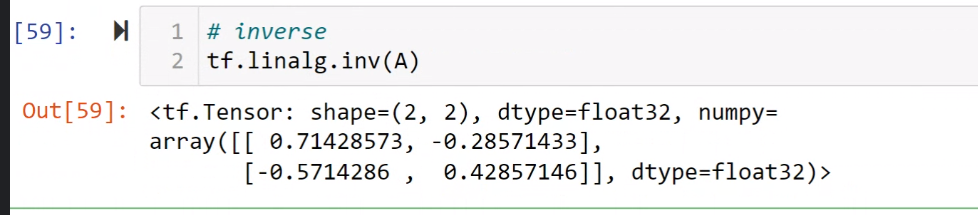 [59]:
1 # inverse
2 tf.linalg.inv(A)
Out[59]: <tf.Tensor: shape=(2, 2), dtype=float32, numpy=
array([[ 0.71428573, -0.28571433],
       [-0.5714286 ,  0.42857146]], dtype=float32)>